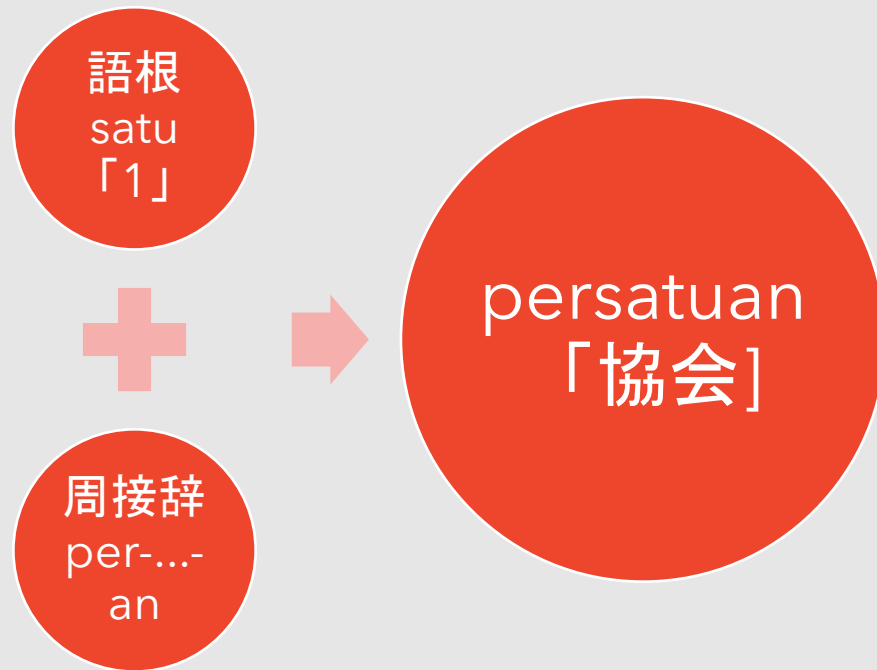 語根
satu
「1」
周接辞
per-...-
an
persatuan
「協会]